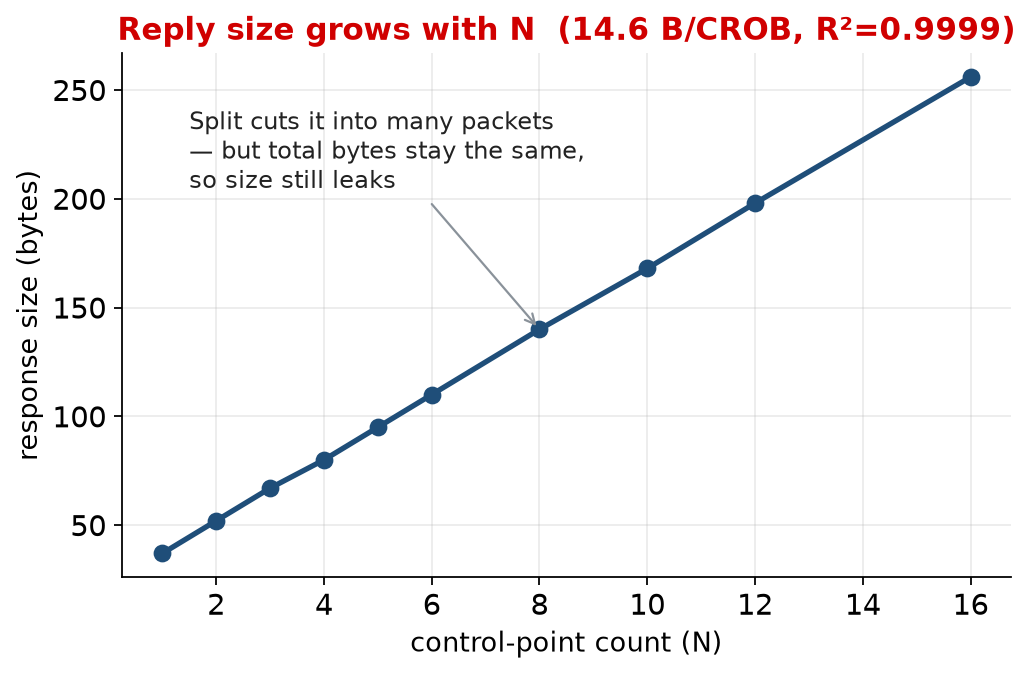 Reply size grows with N  (14.6 B/CROB, R²=0.9999)
250
200
150
100
50
response size (bytes)
Split cuts it into many packets
— but total bytes stay the same,
so size still leaks
2 4 6 8 10 12 14 16
control-point count (N)